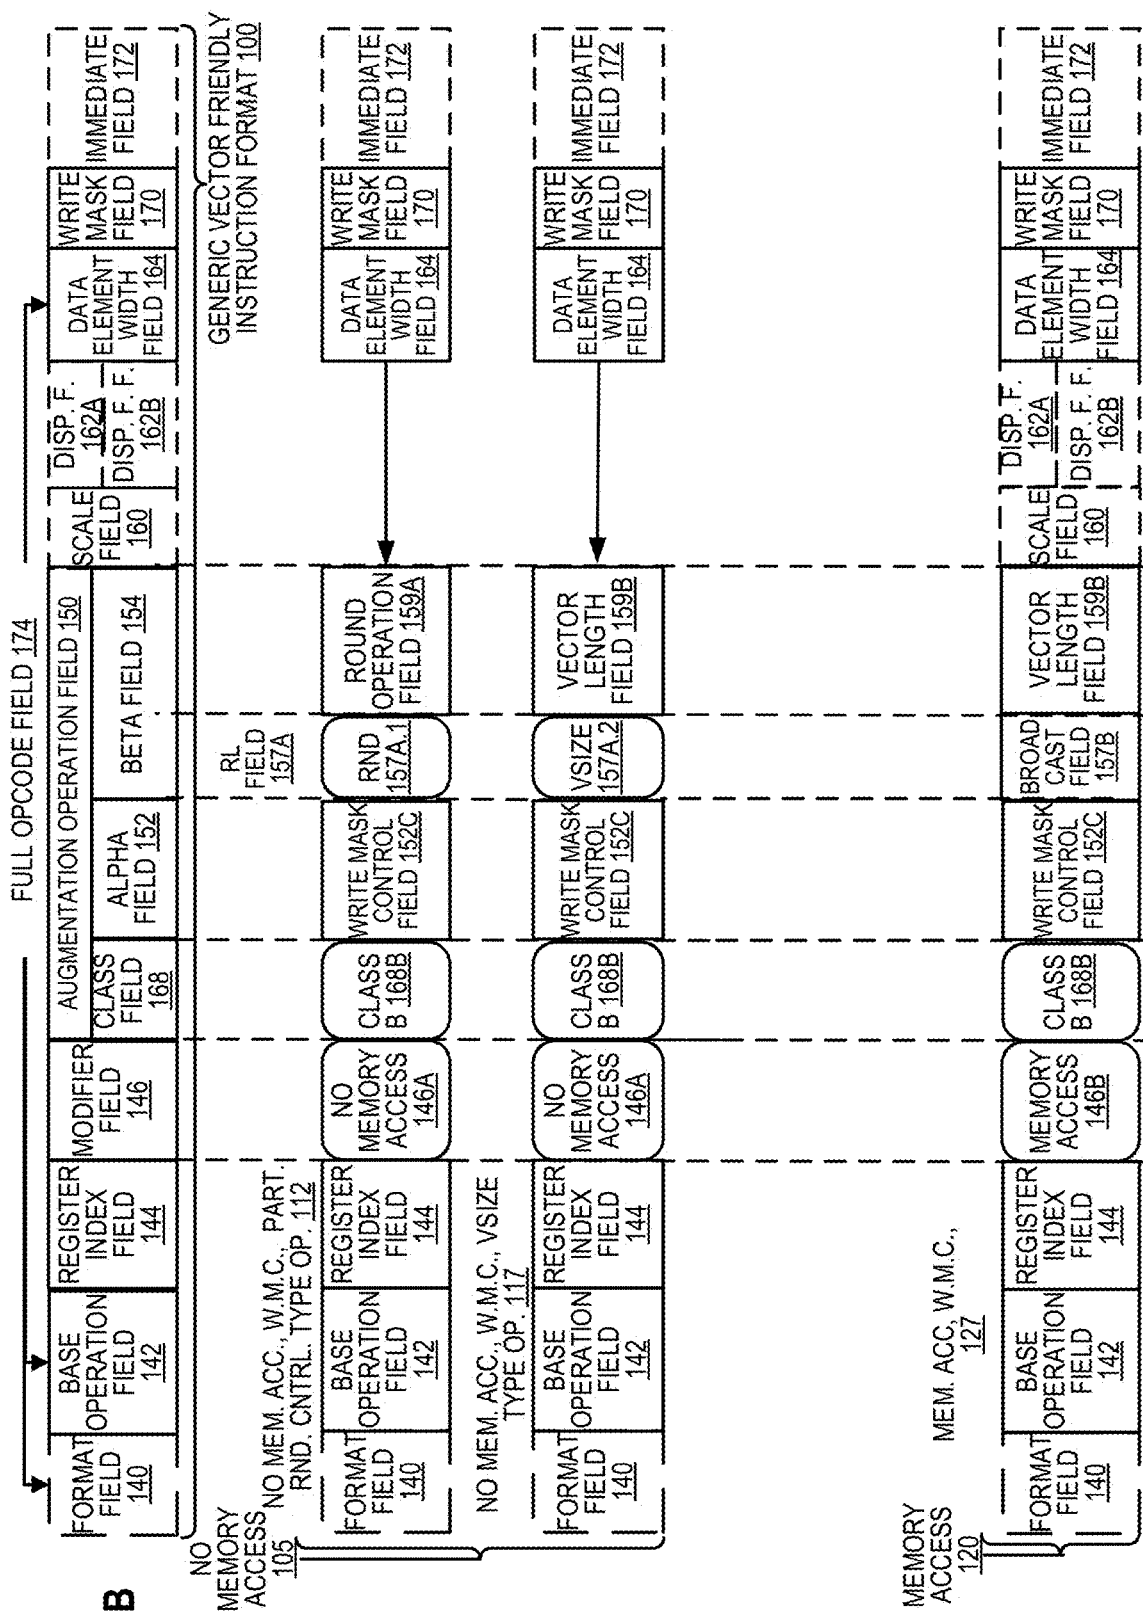 B
FULL OPCODE FIELD 174
FORMAT
FIELD
140
BASE
OPERATION
FIELD
142
REGISTER
INDEX
FIELD
144
MODIFIER
FIELD
146
AUGMENTATION OPERATION FIELD 150
CLASS
FIELD
168
ALPHA
FIELD 152
BETA FIELD 154
SCALE
FIELD
160
DISP. F.
162A
DISP. F. F.
162B
DATA
ELEMENT
WIDTH
FIELD 164
WRITE
MASK
FIELD
170
IMMEDIATE
FIELD 172
GENERIC VECTOR FRIENDLY
INSTRUCTION FORMAT 100
NO
MEMORY
ACCESS
105
NO MEM. ACC., W.M.C., PART.
RND. CNTRL. TYPE OP. 112
RL
FIELD
157A
FORMAT
FIELD
140
BASE
OPERATION
FIELD
142
REGISTER
INDEX
FIELD
144
NO
MEMORY
ACCESS
146A
CLASS
B 168B
WRITE MASK
CONTROL
FIELD 152C
RND
157A.1
ROUND
OPERATION
FIELD 159A
DATA
ELEMENT
WIDTH
FIELD 164
WRITE
MASK
FIELD
170
IMMEDIATE
FIELD 172
NO MEM. ACC., W.M.C., VSIZE
TYPE OP. 117
FORMAT
FIELD
140
BASE
OPERATION
FIELD
142
REGISTER
INDEX
FIELD
144
NO
MEMORY
ACCESS
146A
CLASS
B 168B
WRITE MASK
CONTROL
FIELD 152C
VSIZE
157A.2
VECTOR
LENGTH
FIELD 159B
DATA
ELEMENT
WIDTH
FIELD 164
WRITE
MASK
FIELD
170
IMMEDIATE
FIELD 172
MEMORY
ACCESS
120
MEM. ACC, W.M.C.,
127
FORMAT
FIELD
140
BASE
OPERATION
FIELD
142
REGISTER
INDEX
FIELD
144
MEMORY
ACCESS
146B
CLASS
B 168B
WRITE MASK
CONTROL
FIELD 152C
BROAD
CAST
FIELD
157B
VECTOR
LENGTH
FIELD 159B
SCALE
FIELD
160
DISP. F.
162A
DISP. F. F.
162B
DATA
ELEMENT
WIDTH
FIELD 164
WRITE
MASK
FIELD
170
IMMEDIATE
FIELD 172